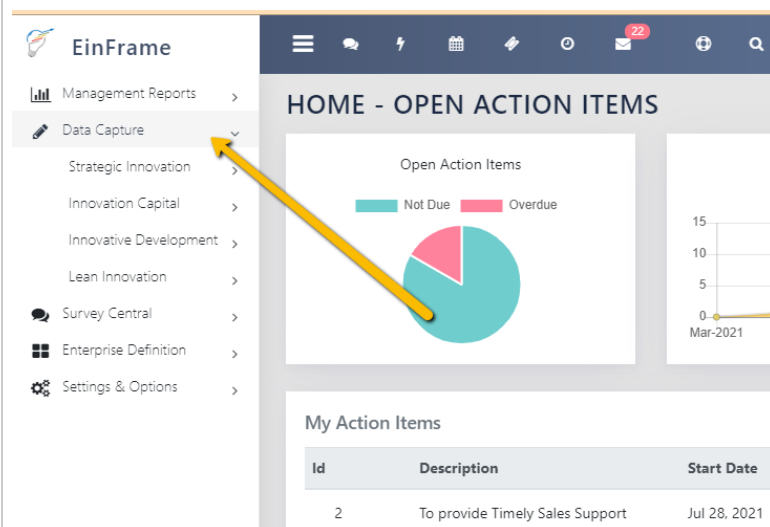 EinFrame
22
Management Reports
Data Capture
Strategic Innovation
Innovation Capital
Innovative Development
Lean Innovation
Survey Central
Enterprise Definition
Settings & Options
HOME - OPEN ACTION ITEMS
Open Action Items
Not Due Overdue
15
10
5
0
Mar-2021
My Action Items
Id Description Start Date
2 To provide Timely Sales Support Jul 28, 2021